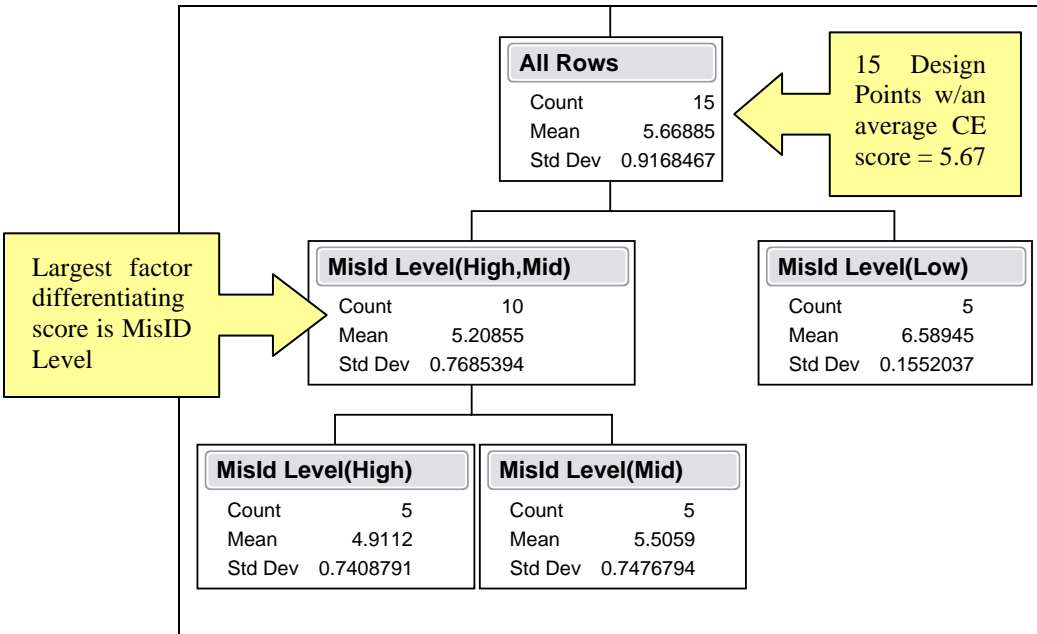 All Rows
Count 15
Mean 5.66885
Std Dev 0.9168467
15 Design
Points w/an
average CE
score = 5.67
Largest factor
differentiating
score is MisID
Level
MisId Level(High,Mid)
Count 10
Mean 5.20855
Std Dev 0.7685394
MisId Level(Low)
Count 5
Mean 6.58945
Std Dev 0.1552037
MisId Level(High)
Count 5
Mean 4.9112
Std Dev 0.7408791
MisId Level(Mid)
Count 5
Mean 5.5059
Std Dev 0.7476794